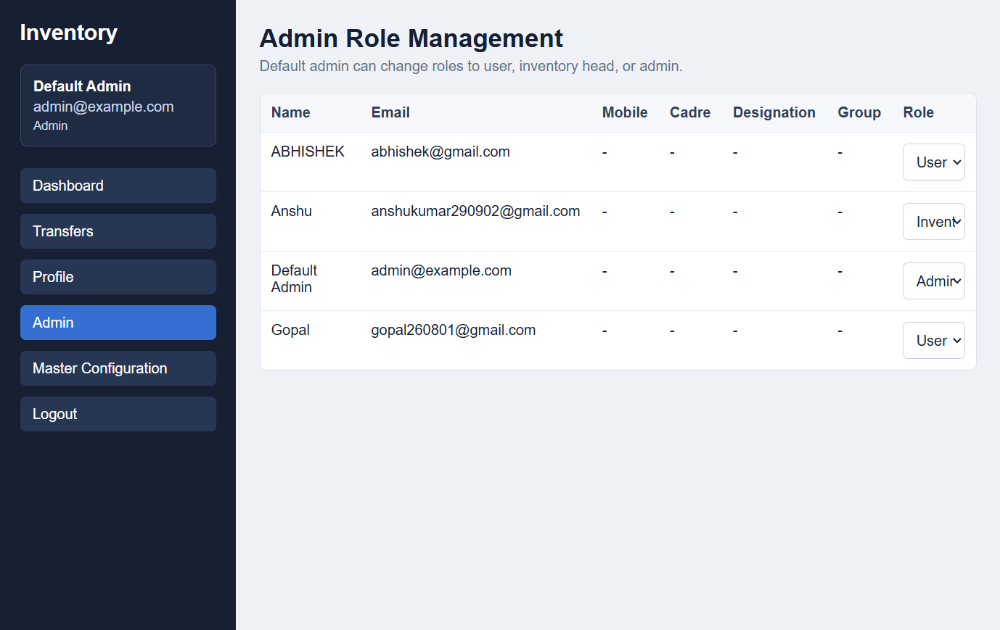 Inventory
Default Admin
admin@example.com
Admin
Dashboard
Transfers
Profile
Admin
Master Configuration
Logout
Admin Role Management
Default admin can change roles to user, inventory head, or admin.
Name Email Mobile Cadre Designation Group Role
ABHISHEK abhishek@gmail.com - - - - User
Anshu anshukumar290902@gmail.com - - - - Invent
Default admin@example.com - - - - Admin
Admin
Gopal gopal260801@gmail.com - - - - User